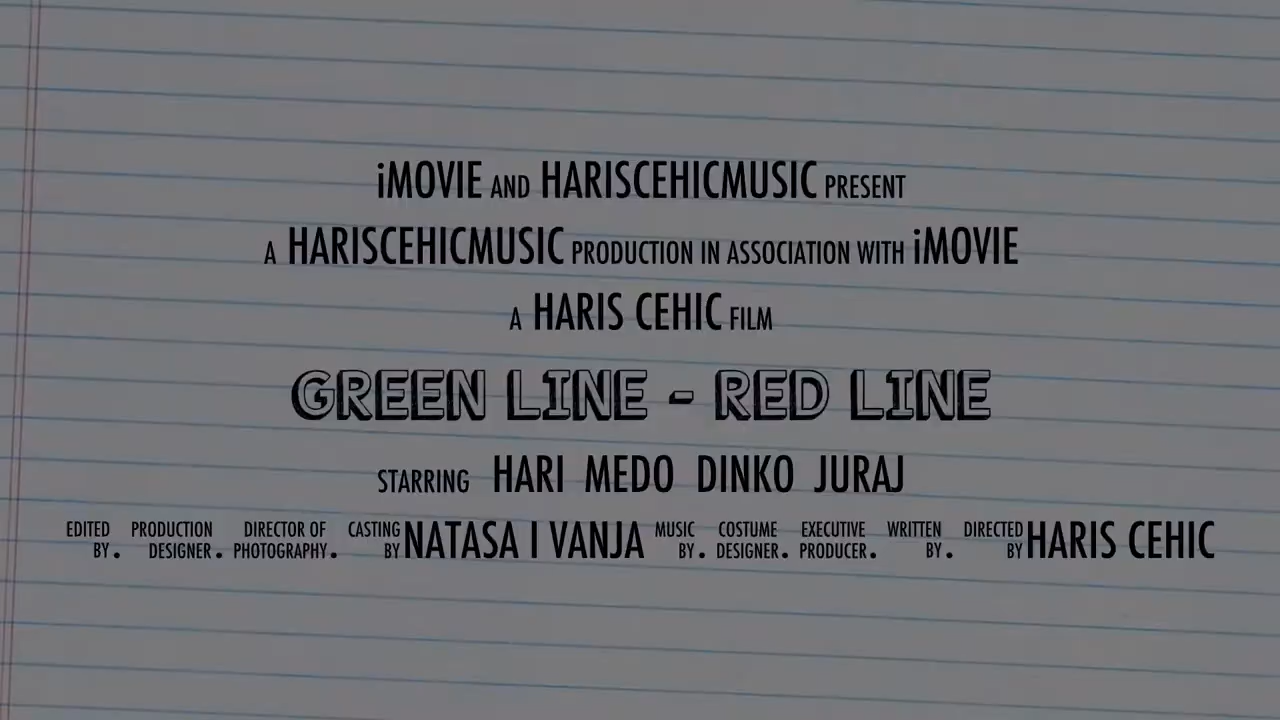 iMOVIE AND HARISCEHICMUSIC PRESENT
A HARISCEHICMUSIC PRODUCTION IN ASSOCIATION WITH iMOVIE
A HARIS CEHIC FILM
GREEN LINE - RED LINE
STARRING HARI MEDO DINKO JURAJ
EDITED BY. PRODUCTION DESIGNER. DIRECTOR OF PHOTOGRAPHY. CASTING BY NATASA I VANJA MUSIC BY. COSTUME DESIGNER. EXECUTIVE PRODUCER. WRITTEN BY. DIRECTED BY HARIS CEHIC